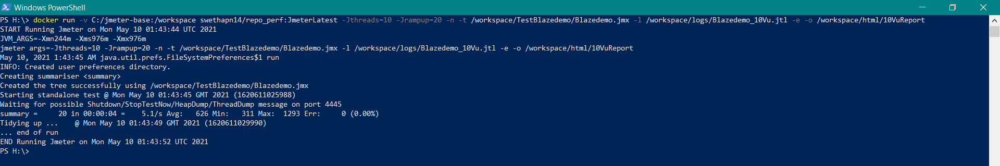 Windows PowerShell
PS H:\> docker run -v C:/jmeter-base:/workspace swethapn14/repo_perf:JmeterLatest -Jthreads=10 -Jrampup=20 -n -t /workspace/TestBlazedemo/Blazedemo.jmx -l /workspace/logs/Blazedemo_10Vu.jtl -e -o /workspace/html/10VuReport
START Running Jmeter on Mon May 10 01:43:44 UTC 2021
JVM_ARGS=-Xmn244m -Xms976m -Xmx976m
jmeter args=-Jthreads=10 -Jrampup=20 -n -t /workspace/TestBlazedemo/Blazedemo.jmx -l /workspace/logs/Blazedemo_10Vu.jtl -e -o /workspace/html/10VuReport
May 10, 2021 1:43:45 AM java.util.prefs.FileSystemPreferences$1 run
INFO: Created user preferences directory.
Creating summariser <summary>
Created the tree successfully using /workspace/TestBlazedemo/Blazedemo.jmx
Starting standalone test @ Mon May 10 01:43:45 GMT 2021 (1620611025988)
Waiting for possible Shutdown/StopTestNow/HeapDump/ThreadDump message on port 4445
summary =     20 in 00:00:04 =    5.1/s Avg:   626 Min:   311 Max:  1293 Err:     0 (0.00%)
Tidying up ...    @ Mon May 10 01:43:49 GMT 2021 (1620611029990)
... end of run
END Running Jmeter on Mon May 10 01:43:52 UTC 2021
PS H:\>